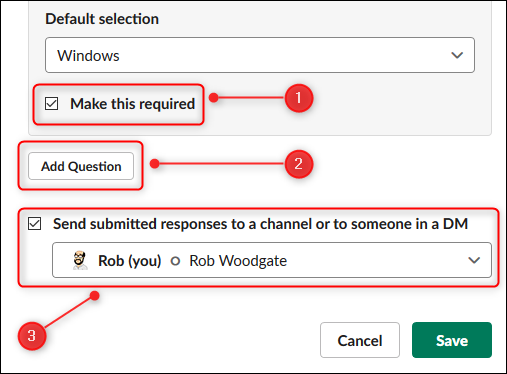 Default selection
Windows
Make this required
1
Add Question
2
Send submitted responses to a channel or to someone in a DM
Rob (you) Rob Woodgate
3
Cancel Save